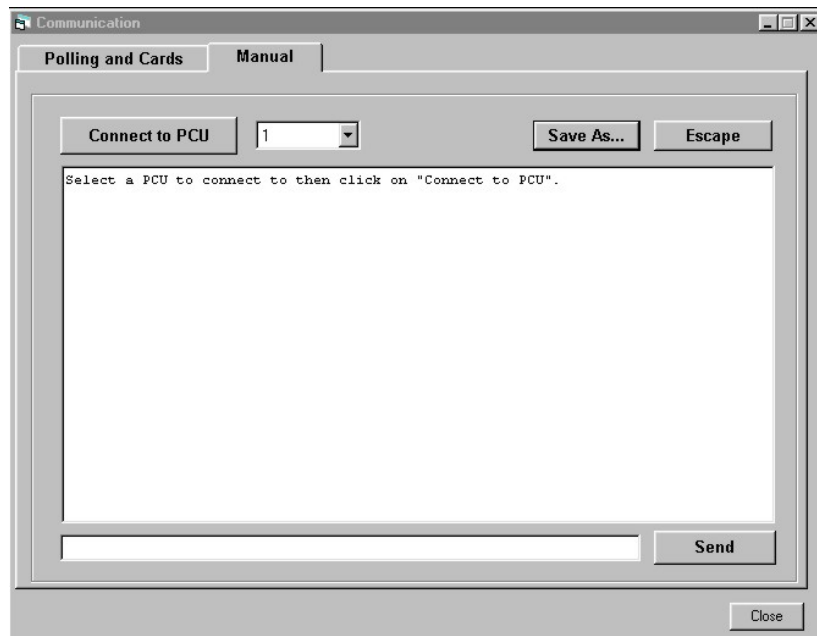 Communication
Polling and Cards Manual
Connect to PCU 1 Save As... Escape
Select a PCU to connect to then click on "Connect to PCU".
Send
Close